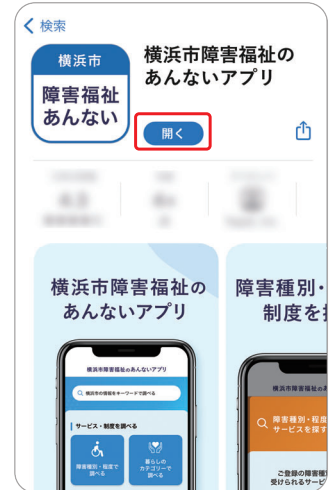 検索
横浜市
障害福祉
あんない
横浜市障害福祉の
あんないアプリ
開く
横浜市障害福祉の
あんないアプリ
横浜市障害福祉のあんないアプリ
横浜市の情報をキーワードで調べる
サービス・制度を調べる
障害種別・程度で
調べる
暮らしの
カテゴリーで
調べる
障害種別・
制度を
横浜市障害福祉の
障害種別・程度
サービスを探す
ご登録の障害種
受けられるサービ